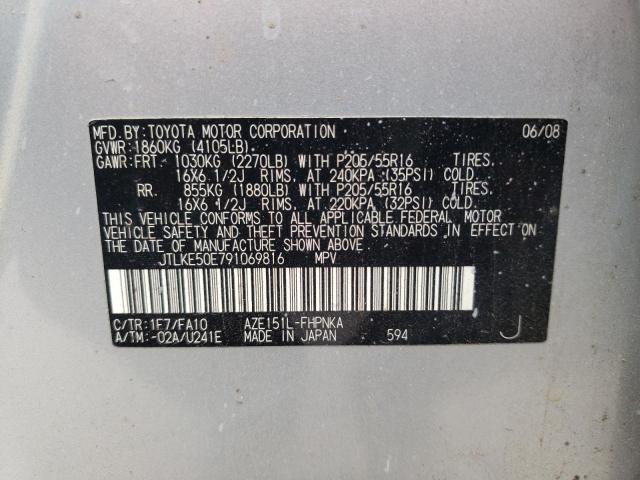 MFD.BY: TOYOTA MOTOR CORPORATION 06/08
GVWR: 1860KG (4105LB)
GAWR:FRT. 1030KG (2270LB) WITH P205/55R16 TIRES.
16X6 1/2J RIMS, AT 240KPA (35PSI) COLD.
RR. 855KG (1880LB) WITH P205/55R16 TIRES.
16X6 1/2J RIMS, AT 220KPA (32PSI) COLD.
THIS VEHICLE CONFORMS TO ALL APPLICABLE FEDERAL MOTOR
VEHICLE SAFETY AND THEFT PREVENTION STANDARDS IN EFFECT ON
THE DATE OF MANUFACTURE SHOWN ABOVE.
JTLKE50E791069816 MPV
C/TR: 1F7/FA10 AZE151L-FHPNKA
A/TM: -02A/U241E MADE IN JAPAN 594 J